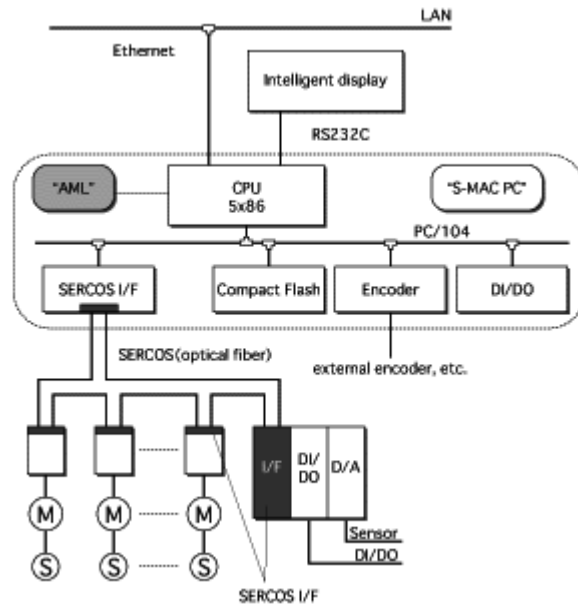 LAN
Ethernet
Intelligent display
RS232C
"AML"
CPU
5x86
"S-MAC PC"
PC/104
SERCOS I/F
Compact Flash
Encoder
DI/DO
SERCOS(optical fiber)
external encoder, etc.
I/F
DI/
DO
D/A
M
M
M
Sensor
DI/DO
S
S
S
SERCOS I/F